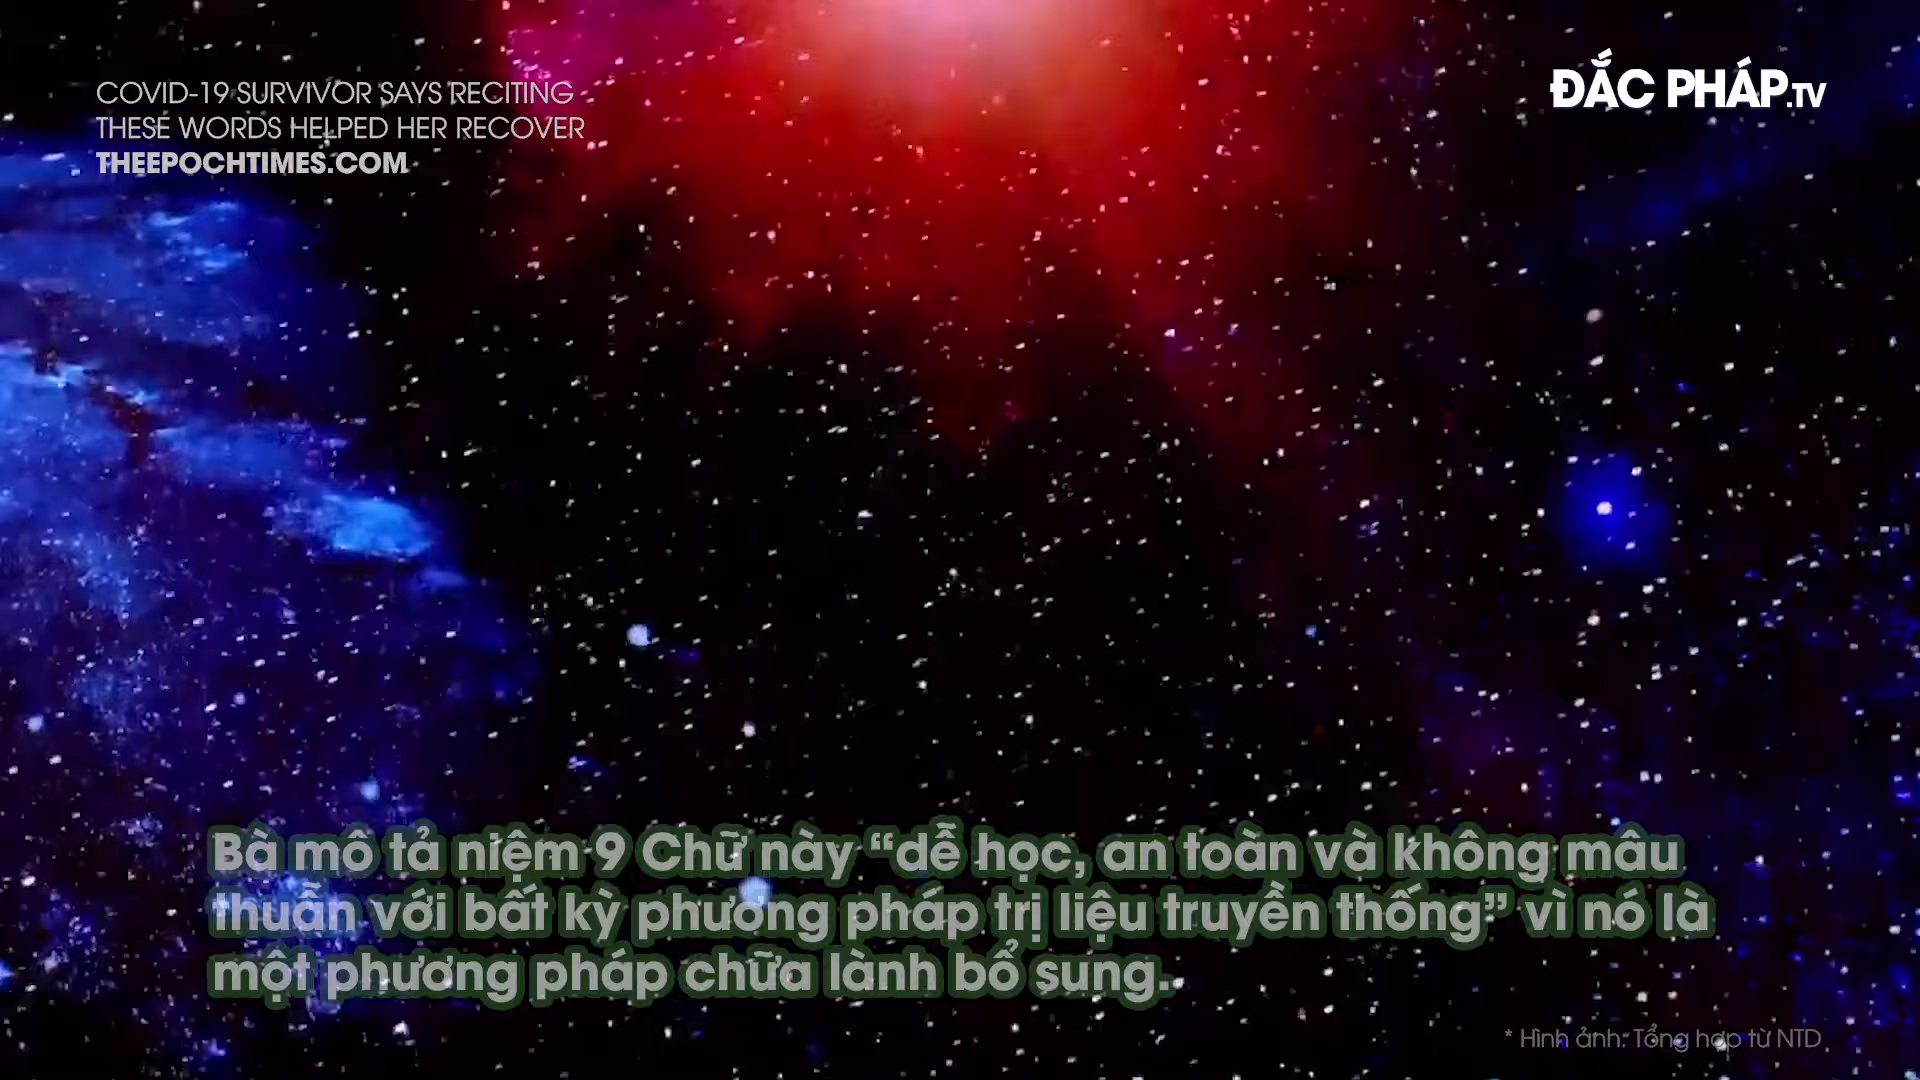 COVID-19 SURVIVOR SAYS RECITING
THESE WORDS HELPED HER RECOVER
THEEPOCHTIMES.COM
ĐẮC PHÁP.TV
Bà mô tả niệm 9 Chữ này “dễ học, an toàn và không mâu
thuẫn với bất kỳ phương pháp trị liệu truyền thống” vì nó là
một phương pháp chữa lành bổ sung.
* Hình ảnh: Tổng hợp từ NTD